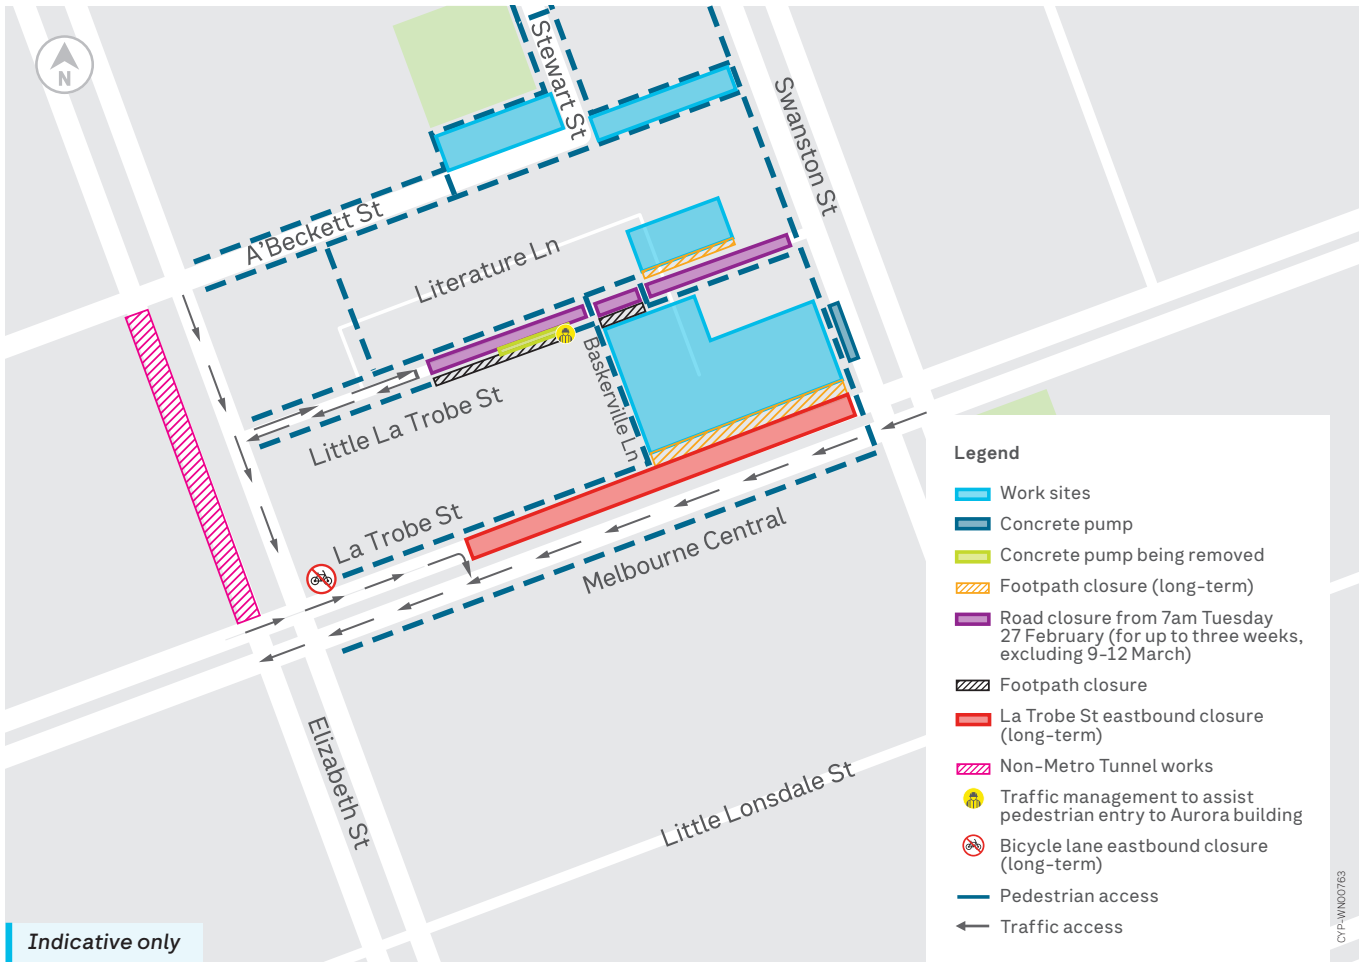 N
Stewart St
Swanston St
A'Beckett St
Literature Ln
Baskerville Ln
Little La Trobe St
La Trobe St
Melbourne Central
Elizabeth St
Little Lonsdale St
Indicative only
Legend
Work sites
Concrete pump
Concrete pump being removed
Footpath closure (long-term)
Road closure from 7am Tuesday
27 February (for up to three weeks,
excluding 9-12 March)
Footpath closure
La Trobe St eastbound closure
(long-term)
Non-Metro Tunnel works
Traffic management to assist
pedestrian entry to Aurora building
Bicycle lane eastbound closure
(long-term)
Pedestrian access
Traffic access
CYP-WN00763